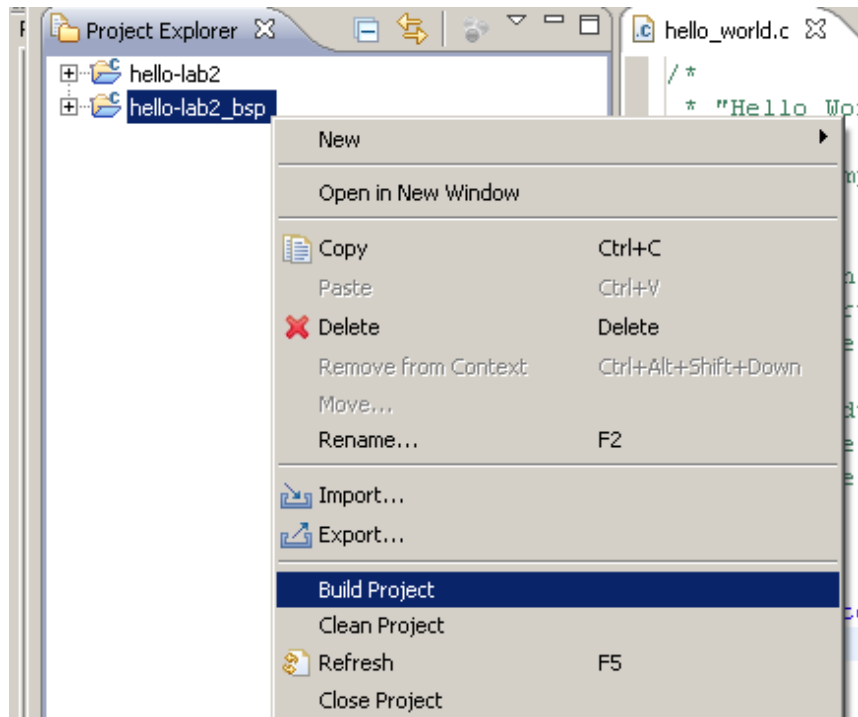 Project Explorer
hello_world.c
hello-lab2
/*
hello-lab2_bsp
* "Hello Wo
New
Open in New Window
Copy Ctrl+C
Paste Ctrl+V
Delete Delete
Remove from Context Ctrl+Alt+Shift+Down
Move...
Rename... F2
Import...
Export...
Build Project
Clean Project
Refresh F5
Close Project